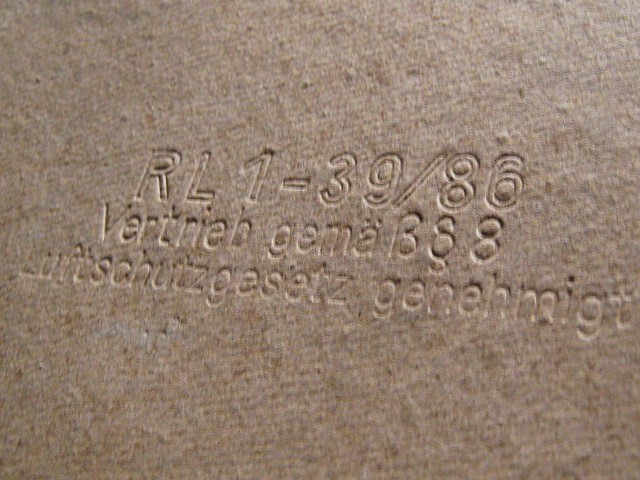 RL 1-39/86
Vertrieb gemäß § 8
Luftschutzgesetz genehmigt